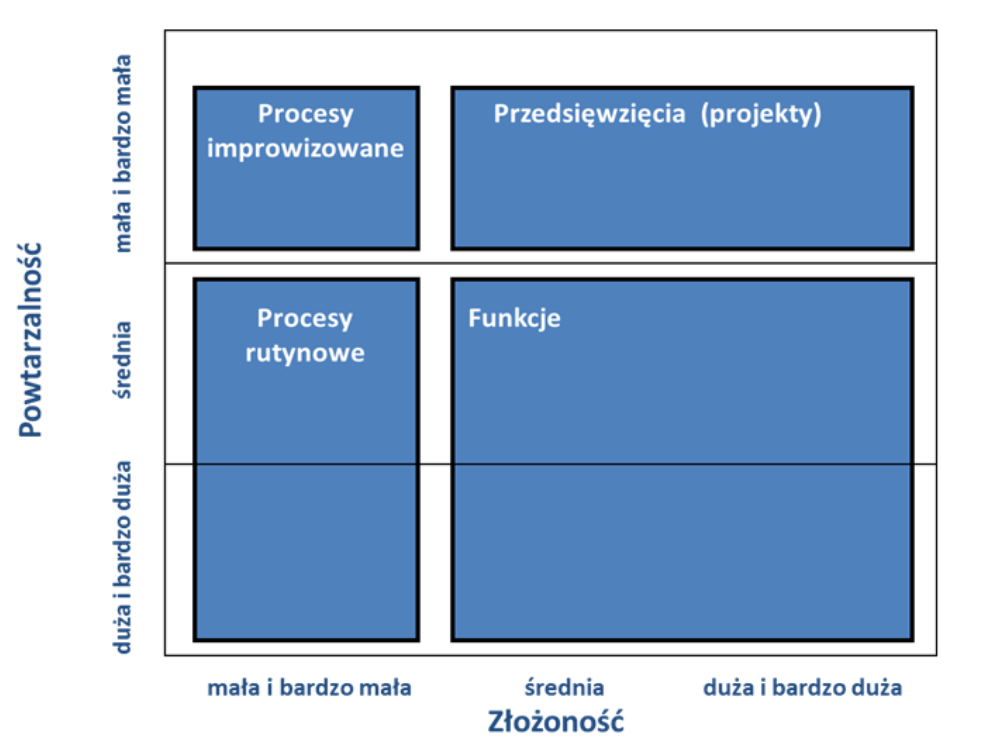 Powtarzalność
mała i bardzo mała
średnia
duża i bardzo duża
Procesy
improwizowane
Przedsięwzięcia (projekty)
Procesy
rutynowe
Funkcje
mała i bardzo mała
średnia
duża i bardzo duża
Złożoność